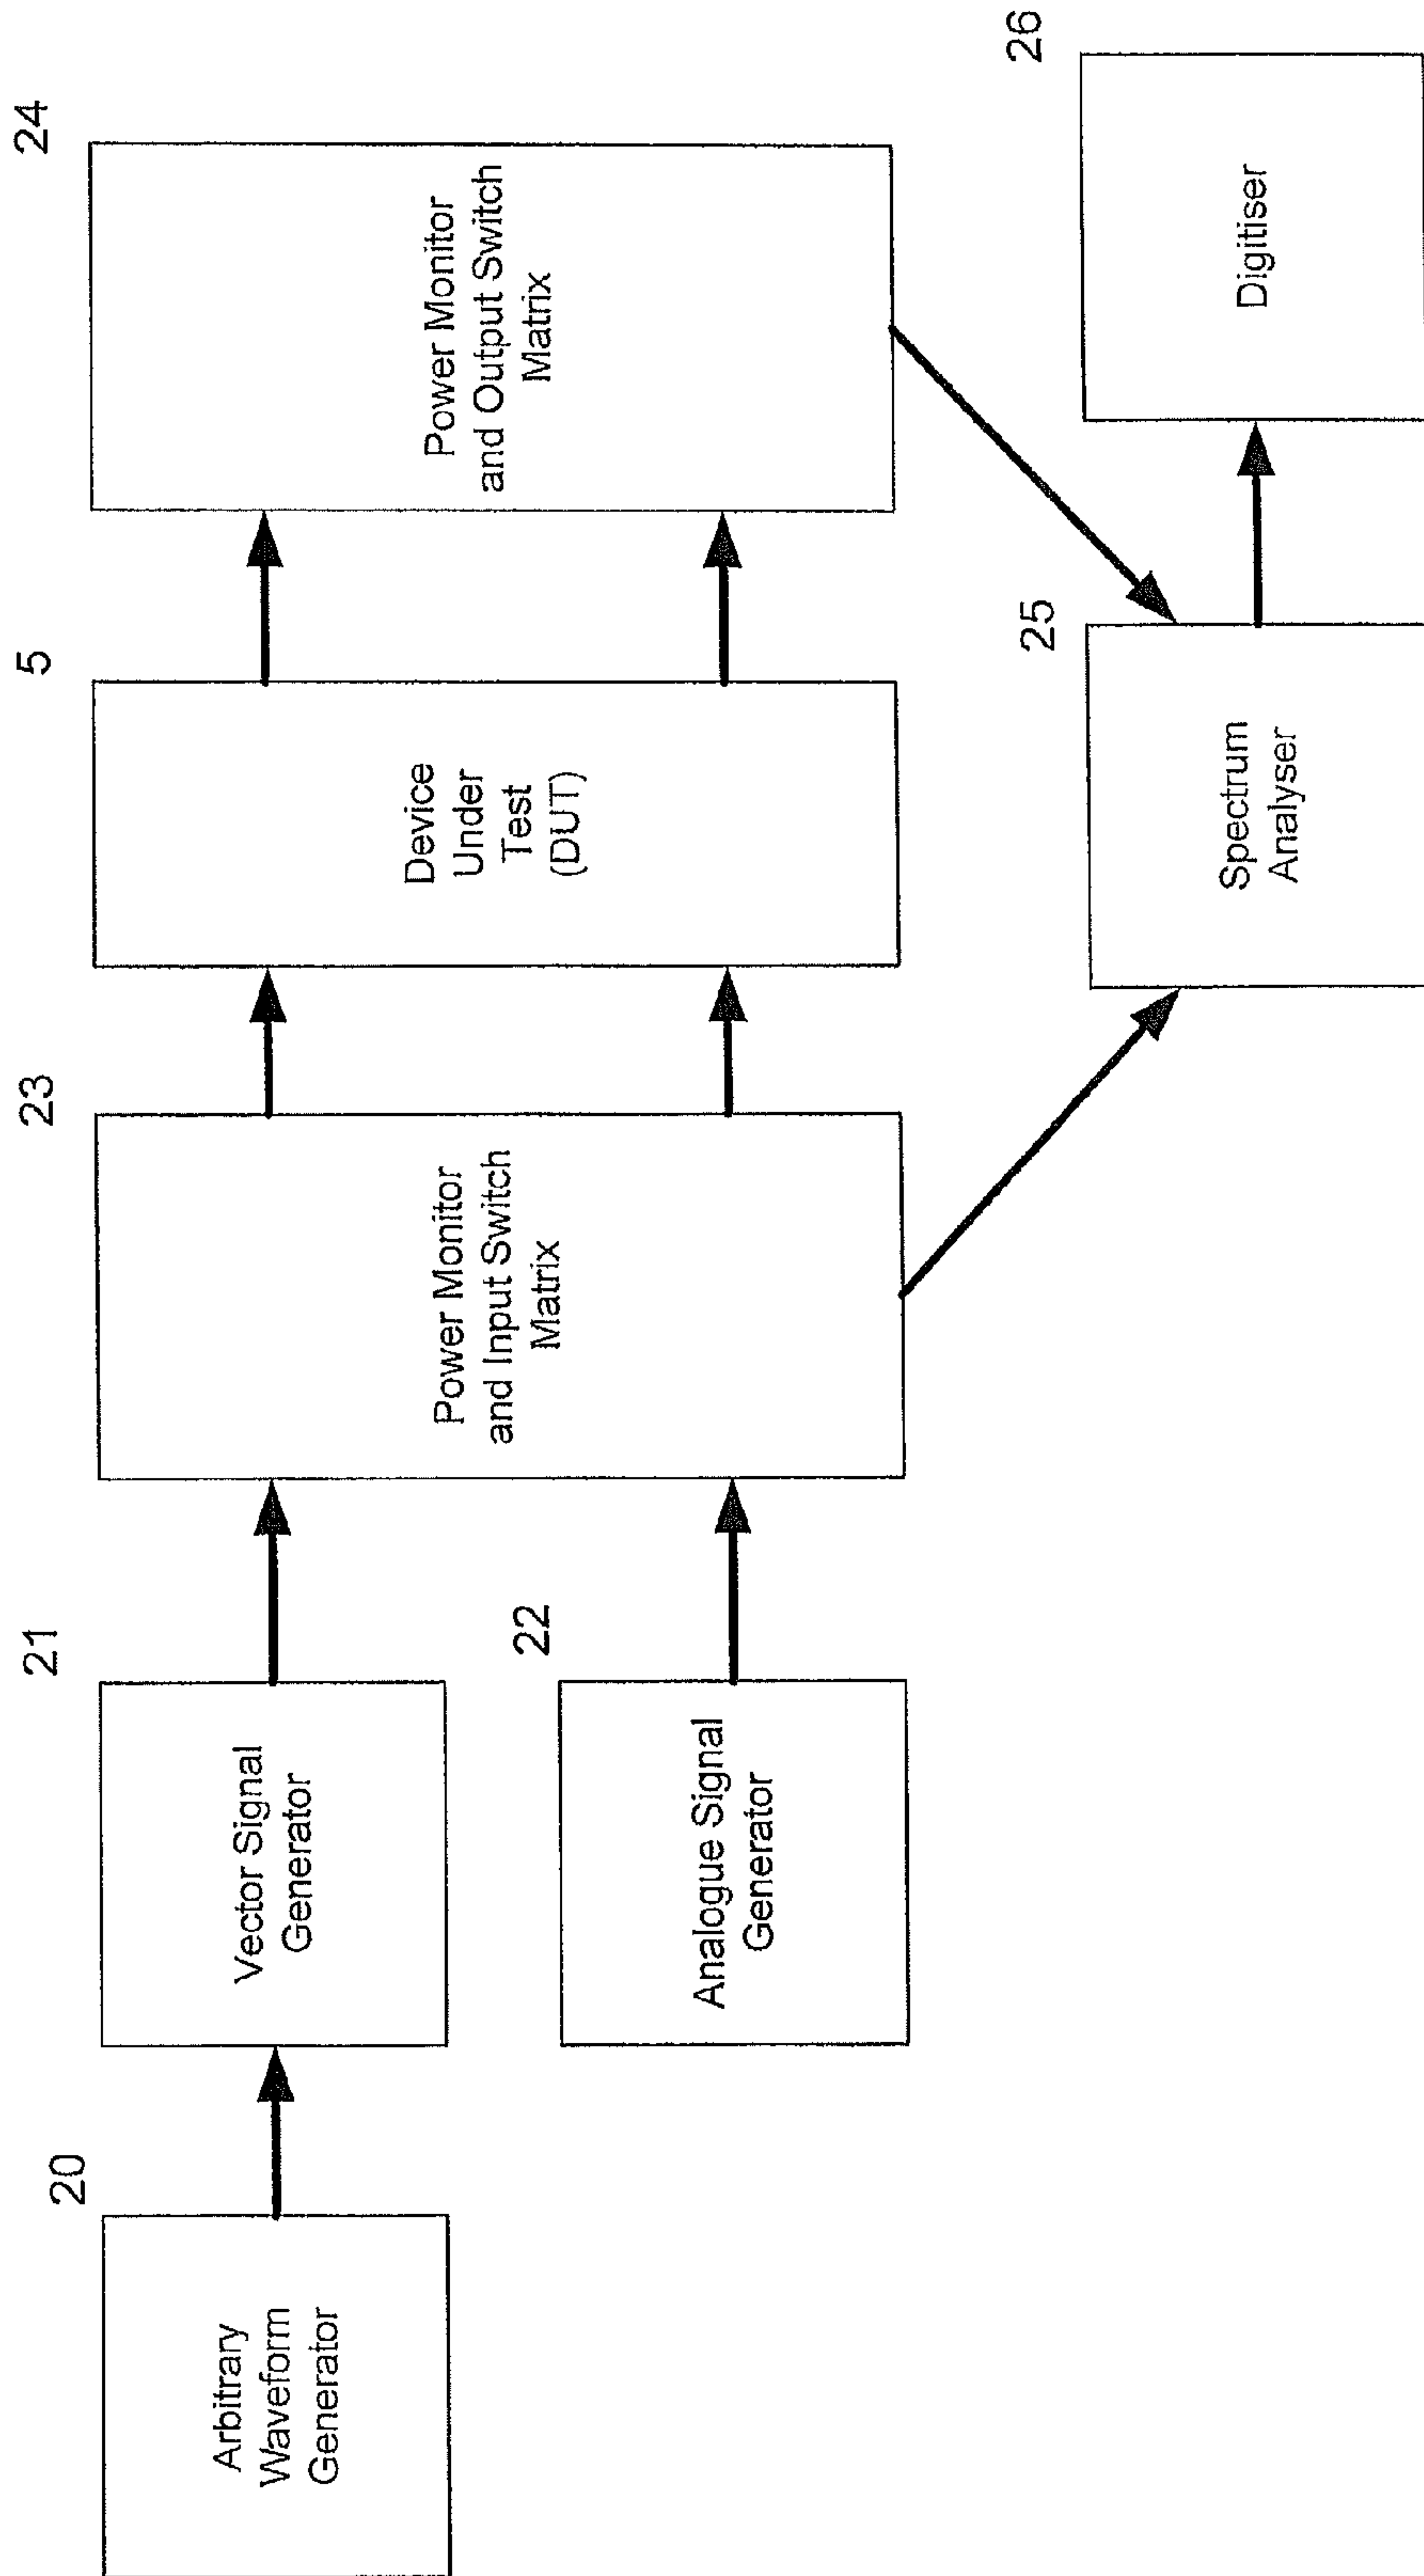 20
Arbitrary
Waveform
Generator
21
Vector Signal
Generator
22
Analogue Signal
Generator
23
Power Monitor
and Input Switch
Matrix
5
Device
Under
Test
(DUT)
24
Power Monitor
and Output Switch
Matrix
25
Spectrum
Analyser
26
Digitiser